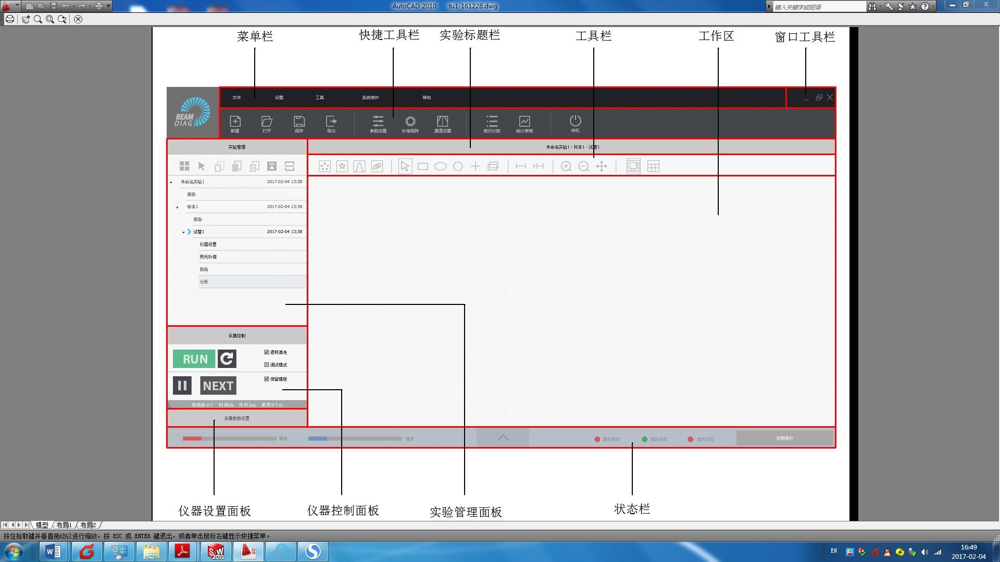 AutoCAD 2010 tu1-161228.dwg
键入关键字或短语
菜单栏
快捷工具栏
实验标题栏
工具栏
工作区
窗口工具栏
BEAM
DIAG
文件 设置 工具 系统维护 帮助
新建 打开 保存 导出 参数设置 补偿矩阵 通道设置 绝对计数 统计表格 待机
实验管理
未命名实验1 - 标本1 - 试管1
未命名实验1 2017-02-04 13:38
报告
标本1 2017-02-04 13:38
报告
试管1 2017-02-04 13:38
仪器设置
荧光补偿
报告
分析
采集控制
RUN
退样清洗
调试模式
NEXT
保留模板
细胞数:0个 时间:0s 体积:0uL 速度:0个/s
采集参数设置
鞘液 废液 通讯状态 液压状态 激光状态 定期维护
仪器设置面板
仪器控制面板
实验管理面板
状态栏
模型 布局1 布局2
按住拾取键并垂直拖动以进行缩放，按 ESC 或 ENTER 键退出，或者单击鼠标右键显示快捷菜单。
EN
16:49
2017-02-04